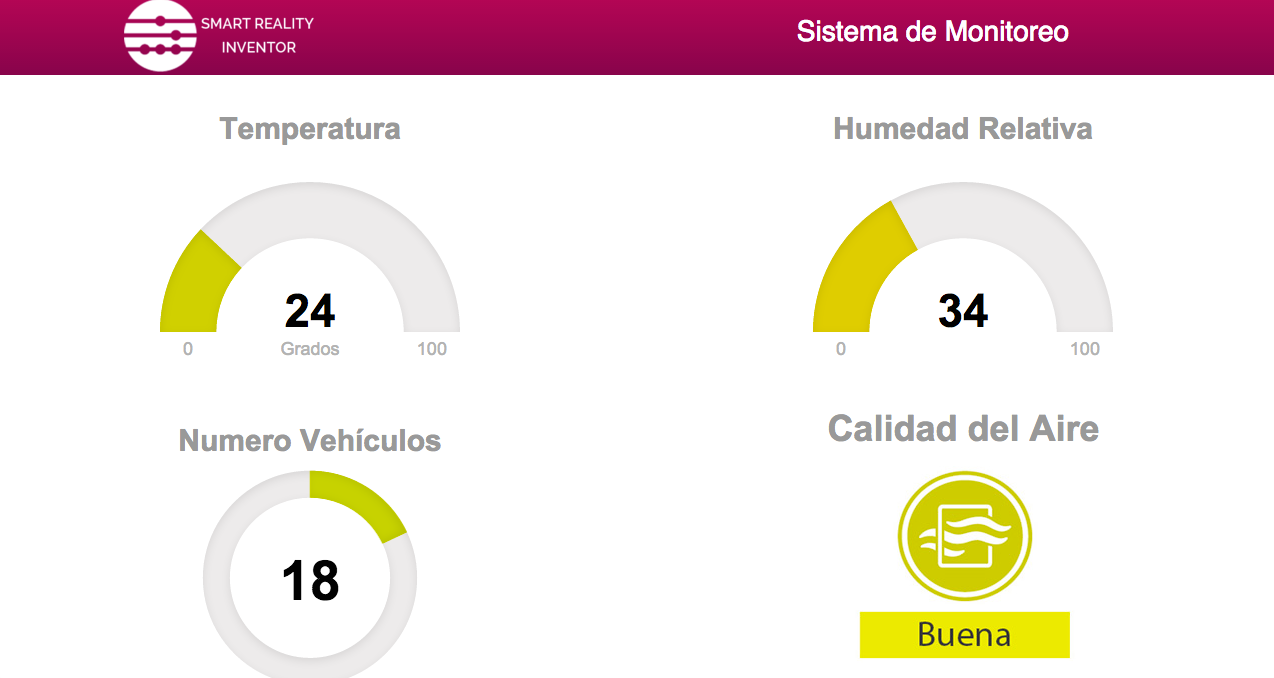 SMART REALITY
INVENTOR
Sistema de Monitoreo
Temperatura
24
0
Grados
100
Humedad Relativa
34
0
100
Numero Vehículos
18
Calidad del Aire
Buena